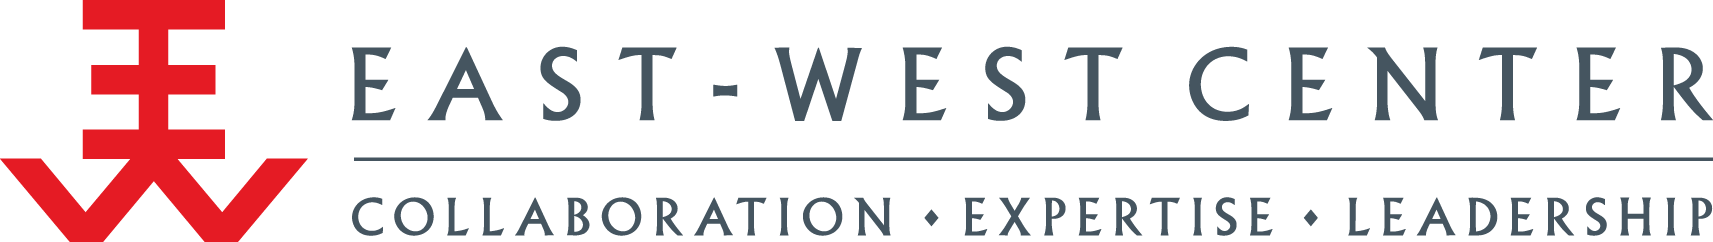 EAST-WEST CENTER
COLLABORATION ⬩ EXPERTISE ⬩ LEADERSHIP